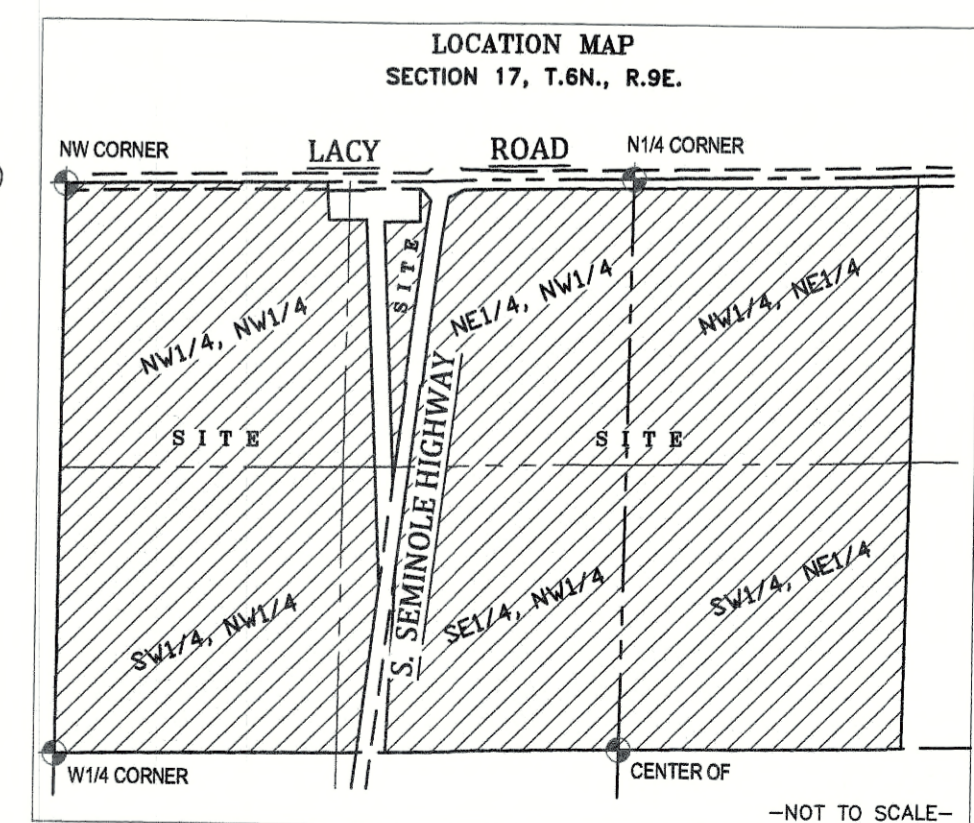 LOCATION MAP
SECTION 17, T.6N., R.9E.
NW CORNER
LACY ROAD
N1/4 CORNER
SITE
NW1/4, NW1/4
NE1/4, NW1/4
NW1/4, NE1/4
SITE
SITE
S. SEMINOLE HIGHWAY
SW1/4, NW1/4
SE1/4, NW1/4
SW1/4, NE1/4
W1/4 CORNER
CENTER OF
-NOT TO SCALE-